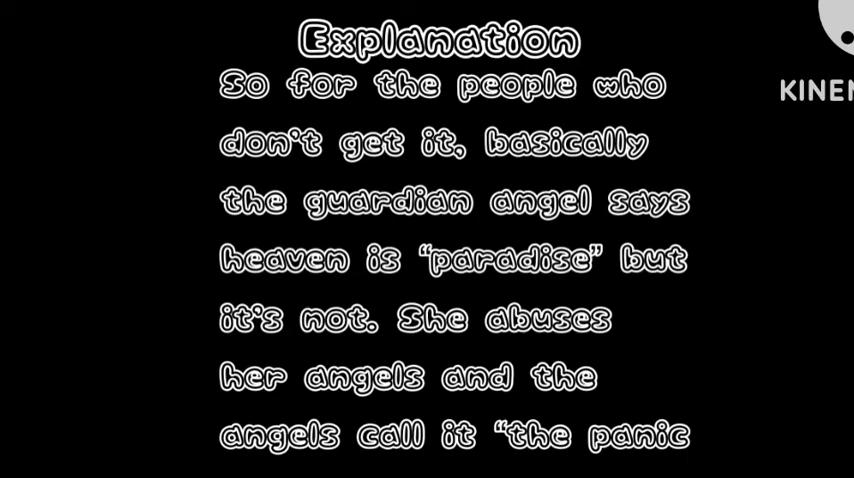 Explanation
So for the people who
KINEM
don't get it, basically
the guardian angel says
heaven is “paradise” but
it's not. She abuses
her angels and the
angels call it “the panic